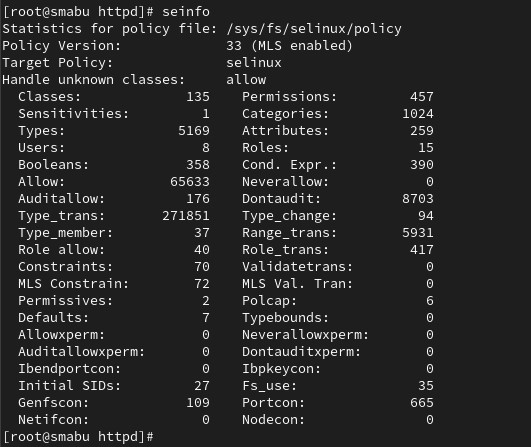 [root@smabu httpd]# seinfo
Statistics for policy file: /sys/fs/selinux/policy
Policy Version:             33 (MLS enabled)
Target Policy:              selinux
Handle unknown classes:     allow
  Classes:             135    Permissions:         457
  Sensitivities:         1    Categories:         1024
  Types:              5169    Attributes:          259
  Users:                 8    Roles:                15
  Booleans:            358    Cond. Expr.:         390
  Allow:             65633    Neverallow:            0
  Auditallow:          176    Dontaudit:          8703
  Type_trans:       271851    Type_change:          94
  Type_member:          37    Range_trans:        5931
  Role allow:           40    Role_trans:          417
  Constraints:          70    Validatetrans:         0
  MLS Constrain:        72    MLS Val. Tran:         0
  Permissives:           2    Polcap:                6
  Defaults:              7    Typebounds:            0
  Allowxperm:            0    Neverallowxperm:       0
  Auditallowxperm:       0    Dontauditxperm:        0
  Ibendportcon:          0    Ibpkeycon:             0
  Initial SIDs:         27    Fs_use:               35
  Genfscon:            109    Portcon:             665
  Netifcon:              0    Nodecon:               0
[root@smabu httpd]#